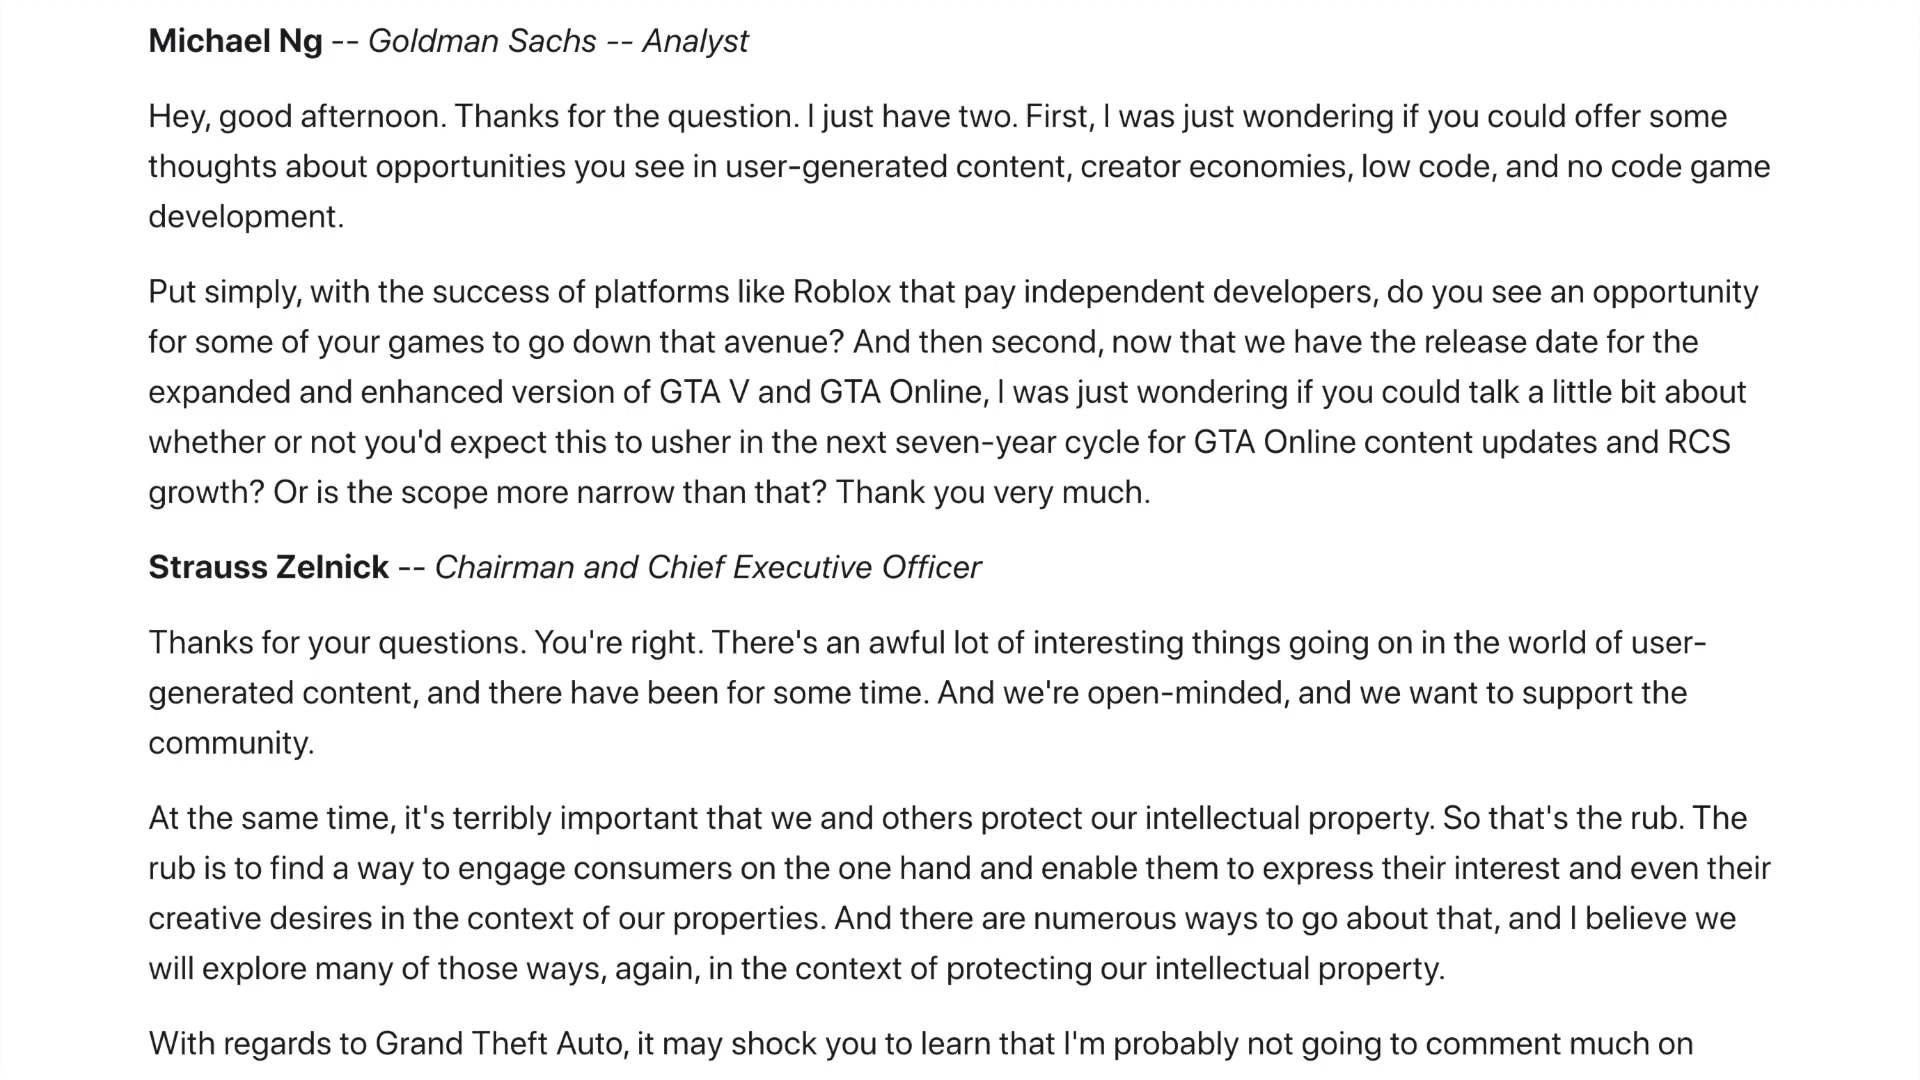 Michael Ng -- Goldman Sachs -- Analyst
Hey, good afternoon. Thanks for the question. I just have two. First, I was just wondering if you could offer some
thoughts about opportunities you see in user-generated content, creator economies, low code, and no code game
development.
Put simply, with the success of platforms like Roblox that pay independent developers, do you see an opportunity
for some of your games to go down that avenue? And then second, now that we have the release date for the
expanded and enhanced version of GTA V and GTA Online, I was just wondering if you could talk a little bit about
whether or not you'd expect this to usher in the next seven-year cycle for GTA Online content updates and RCS
growth? Or is the scope more narrow than that? Thank you very much.
Strauss Zelnick -- Chairman and Chief Executive Officer
Thanks for your questions. You're right. There's an awful lot of interesting things going on in the world of user-
generated content, and there have been for some time. And we're open-minded, and we want to support the
community.
At the same time, it's terribly important that we and others protect our intellectual property. So that's the rub. The
rub is to find a way to engage consumers on the one hand and enable them to express their interest and even their
creative desires in the context of our properties. And there are numerous ways to go about that, and I believe we
will explore many of those ways, again, in the context of protecting our intellectual property.
With regards to Grand Theft Auto, it may shock you to learn that I'm probably not going to comment much on